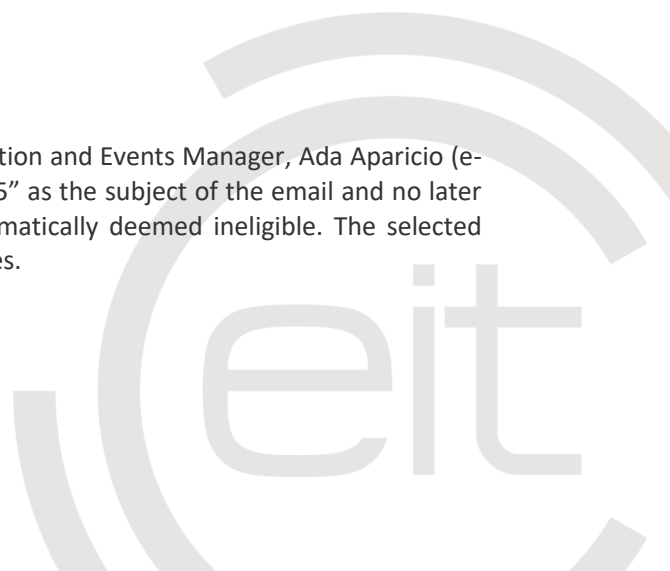 tion and Events Manager, Ada Aparicio (e-
5” as the subject of the email and no later
matically deemed ineligible. The selected
es.
eit